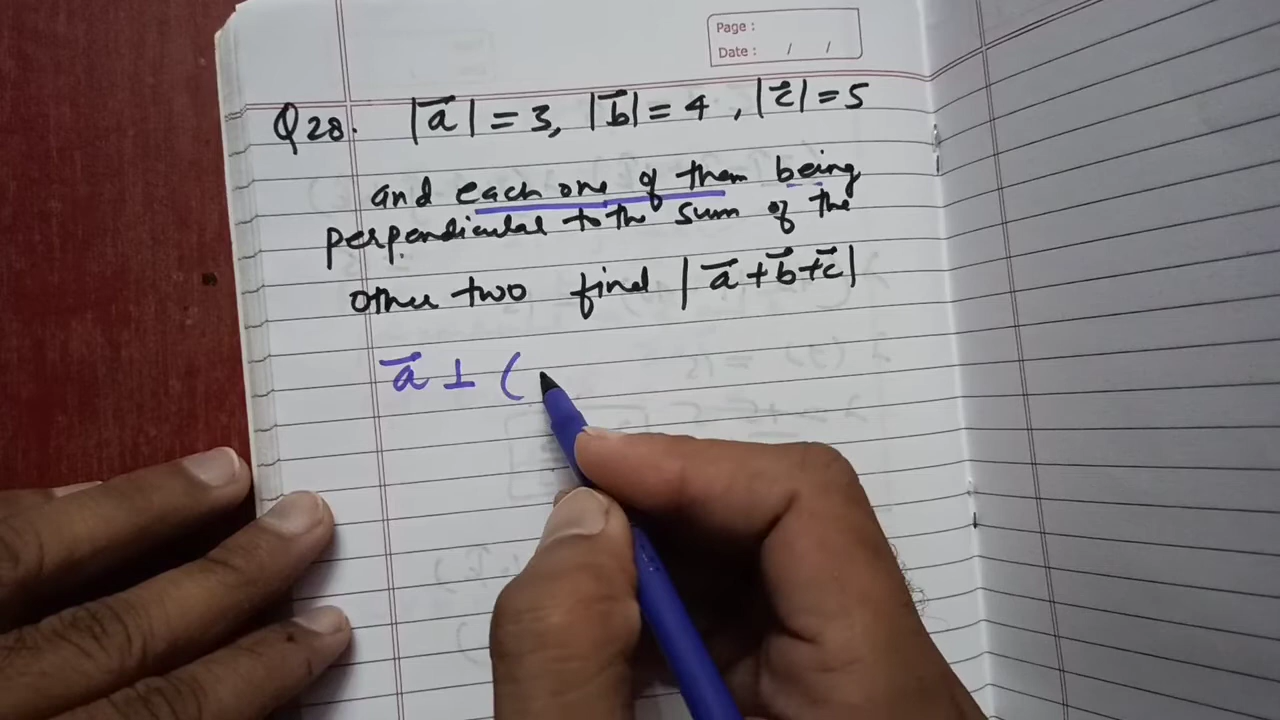 Page :
Date : / /
Q28. |a⃗| = 3, |b⃗| = 4, |c⃗| = 5
and each one of them being
perpendicular to the sum of the
other two find |a⃗ + b⃗ + c⃗|
a⃗ ⊥ (